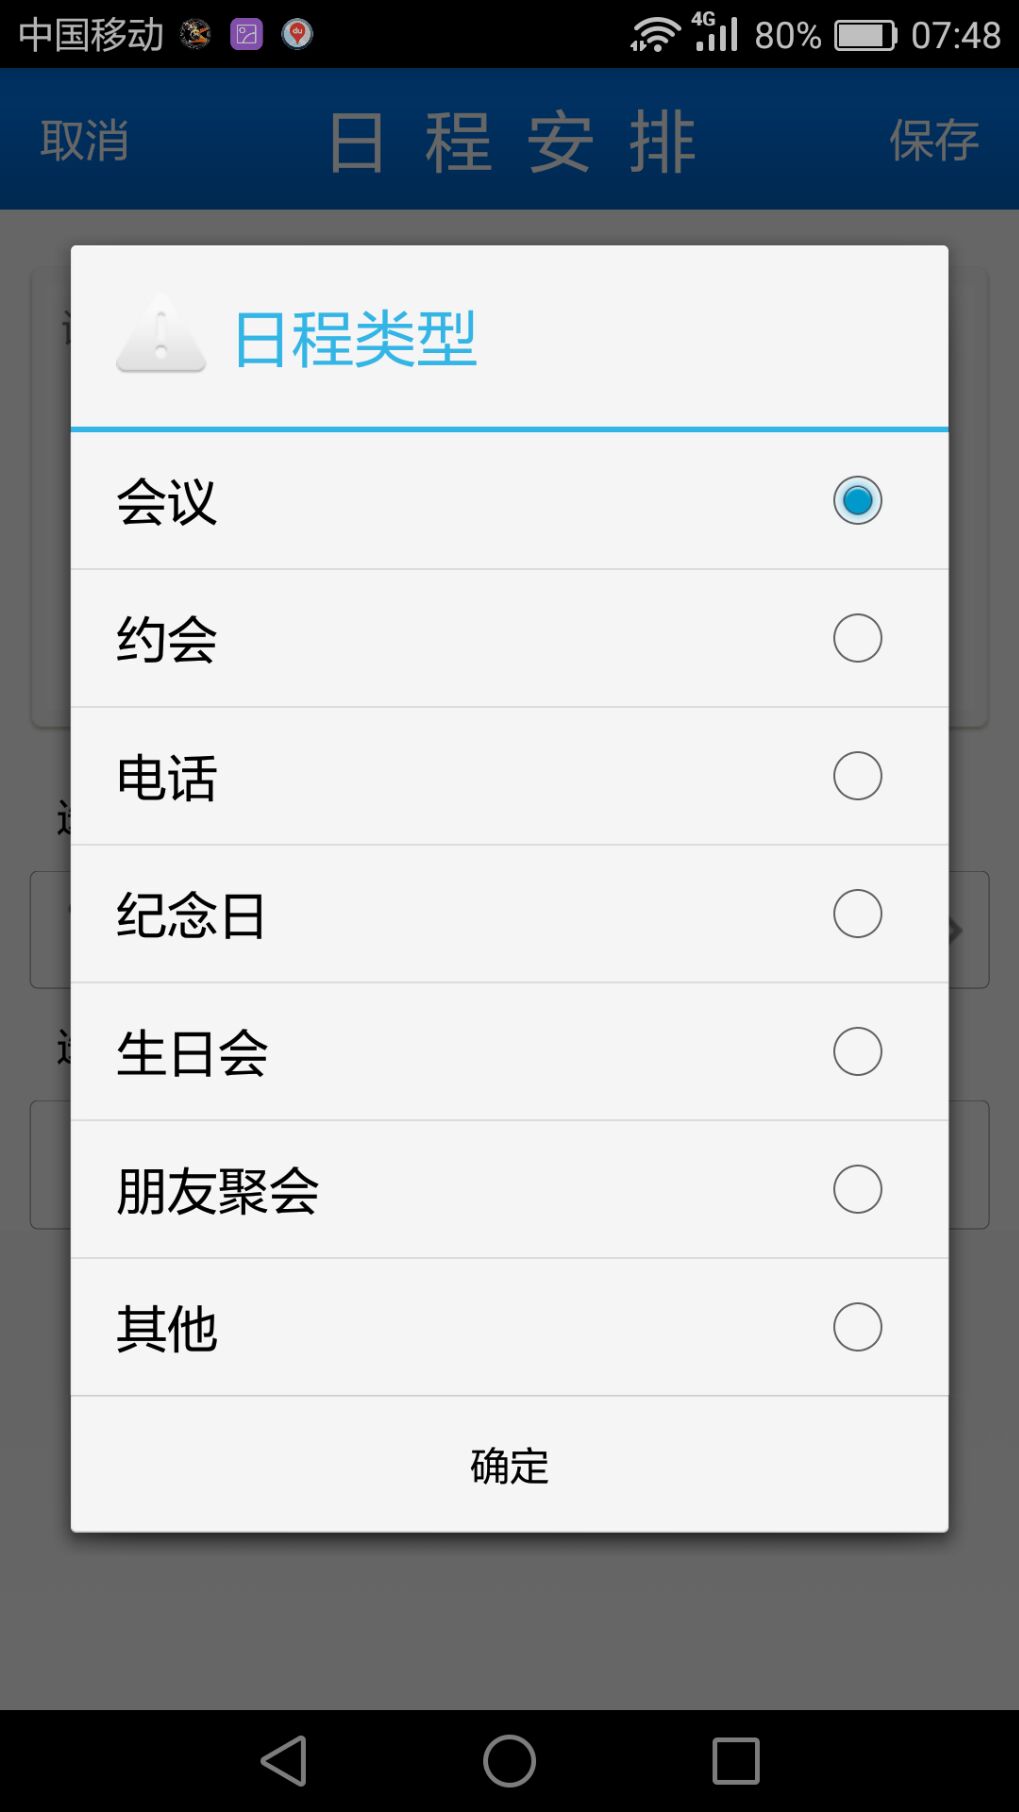 中国移动 4G 80% 07:48
取消 日程安排 保存
日程类型
会议
约会
电话
纪念日
生日会
朋友聚会
其他
确定